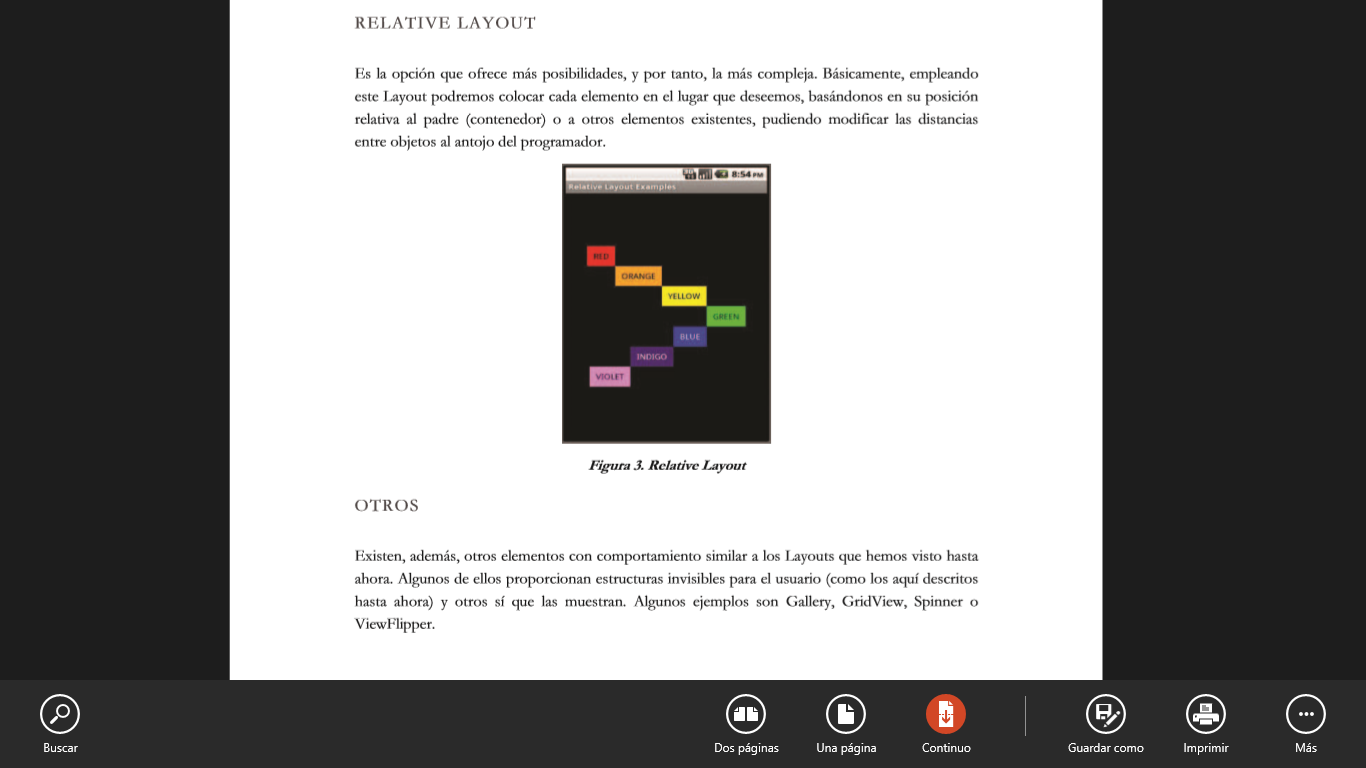 RELATIVE LAYOUT
Es la opción que ofrece más posibilidades, y por tanto, la más compleja. Básicamente, empleando
este Layout podremos colocar cada elemento en el lugar que deseemos, basándonos en su posición
relativa al padre (contenedor) o a otros elementos existentes, pudiendo modificar las distancias
entre objetos al antojo del programador.
8:54 PM
Relative Layout Examples
RED
ORANGE
YELLOW
GREEN
BLUE
INDIGO
VIOLET
Figura 3. Relative Layout
OTROS
Existen, además, otros elementos con comportamiento similar a los Layouts que hemos visto hasta
ahora. Algunos de ellos proporcionan estructuras invisibles para el usuario (como los aquí descritos
hasta ahora) y otros sí que las muestran. Algunos ejemplos son Gallery, GridView, Spinner o
ViewFlipper.
Buscar
Dos páginas
Una página
Continuo
Guardar como
Imprimir
Más